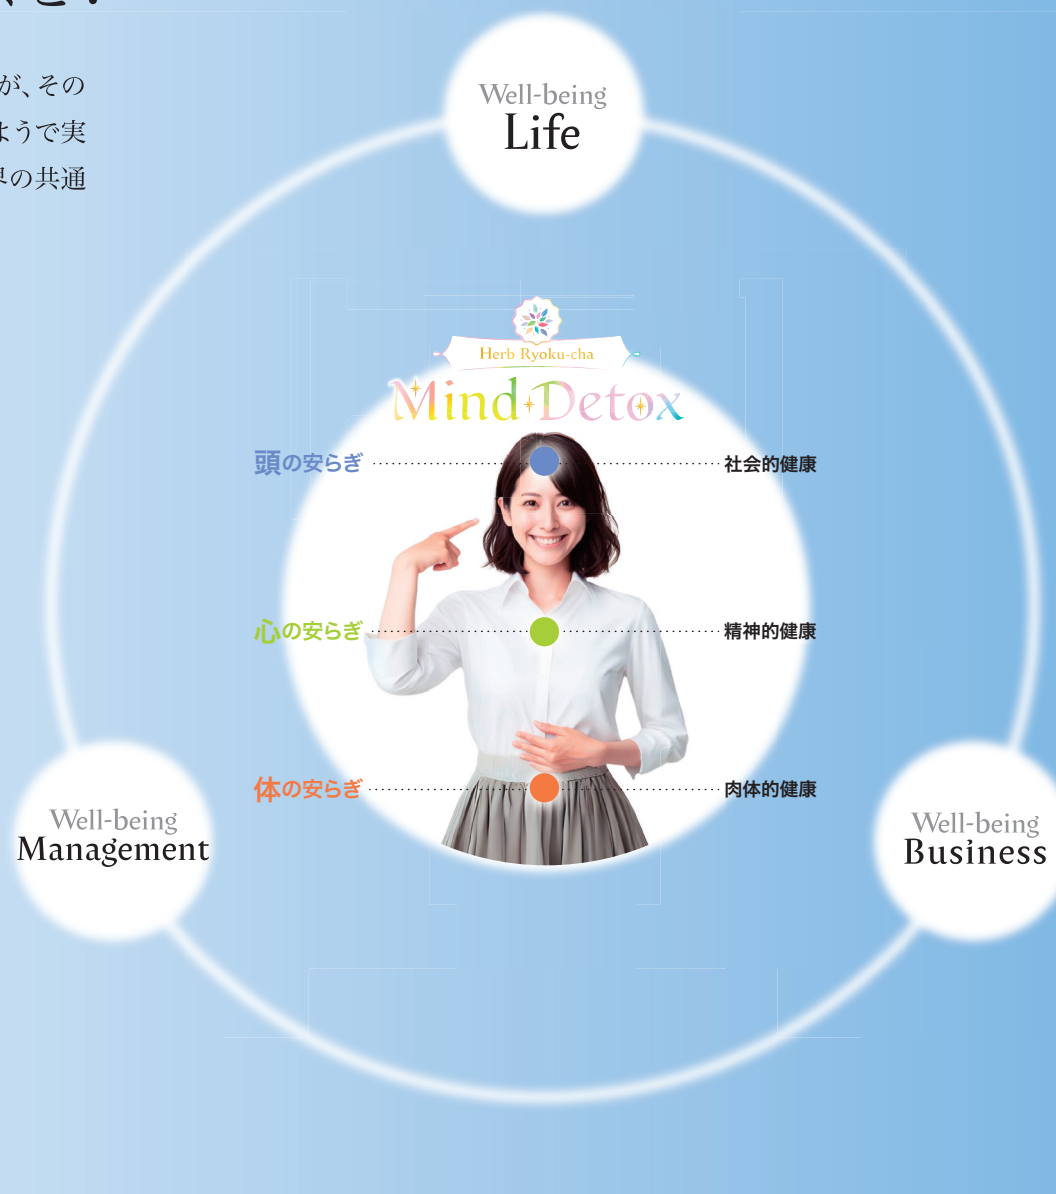 が、その
ようで実
界の共通
Well-being
Life
Herb Ryoku-cha
Mind Detox
頭の安らぎ
社会的健康
心の安らぎ
精神的健康
体の安らぎ
肉体的健康
Well-being
Management
Well-being
Business